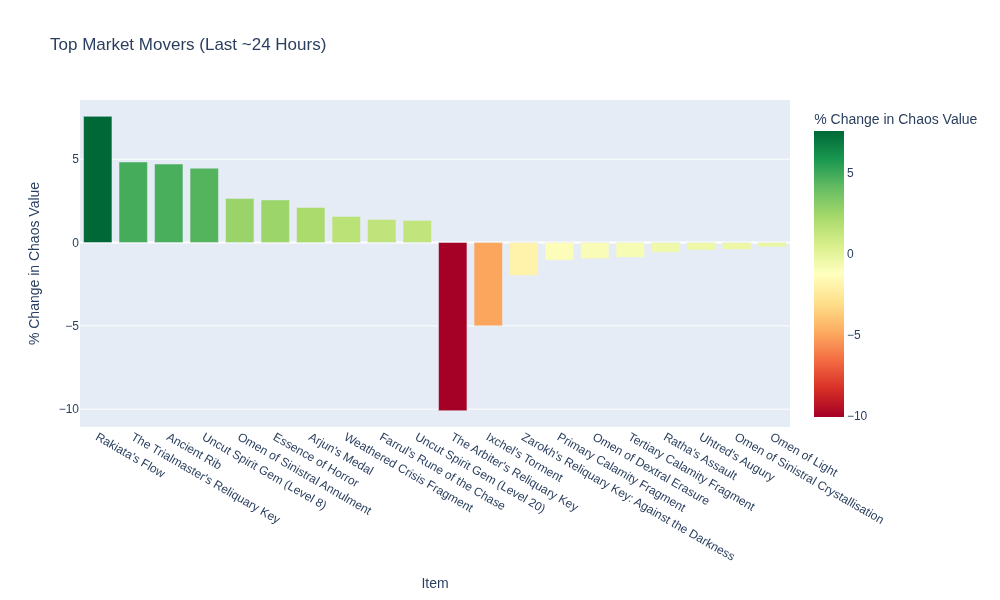 Top Market Movers (Last ~24 Hours)
% Change in Chaos Value
5
0
−5
−10
% Change in Chaos Value
5
0
−5
−10
Rakiata's Flow
The Trialmaster's Reliquary Key
Ancient Rib
Uncut Spirit Gem (Level 8)
Omen of Sinistral Annulment
Essence of Horror
Arjun's Medal
Weathered Crisis Fragment
Farrul's Rune of the Chase
Uncut Spirit Gem (Level 20)
The Arbiter's Reliquary Key
Ixchel's Torment
Zarokh's Reliquary Key: Against the Darkness
Primary Calamity Fragment
Omen of Dextral Erasure
Tertiary Calamity Fragment
Ratha's Assault
Uhtred's Augury
Omen of Sinistral Crystallisation
Omen of Light
Item